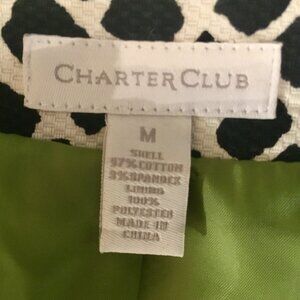 CHARTER CLUB
M
SHELL
97% COTTON
3% SPANDEX
LINING
100%
POLYESTER
MADE IN
CHINA